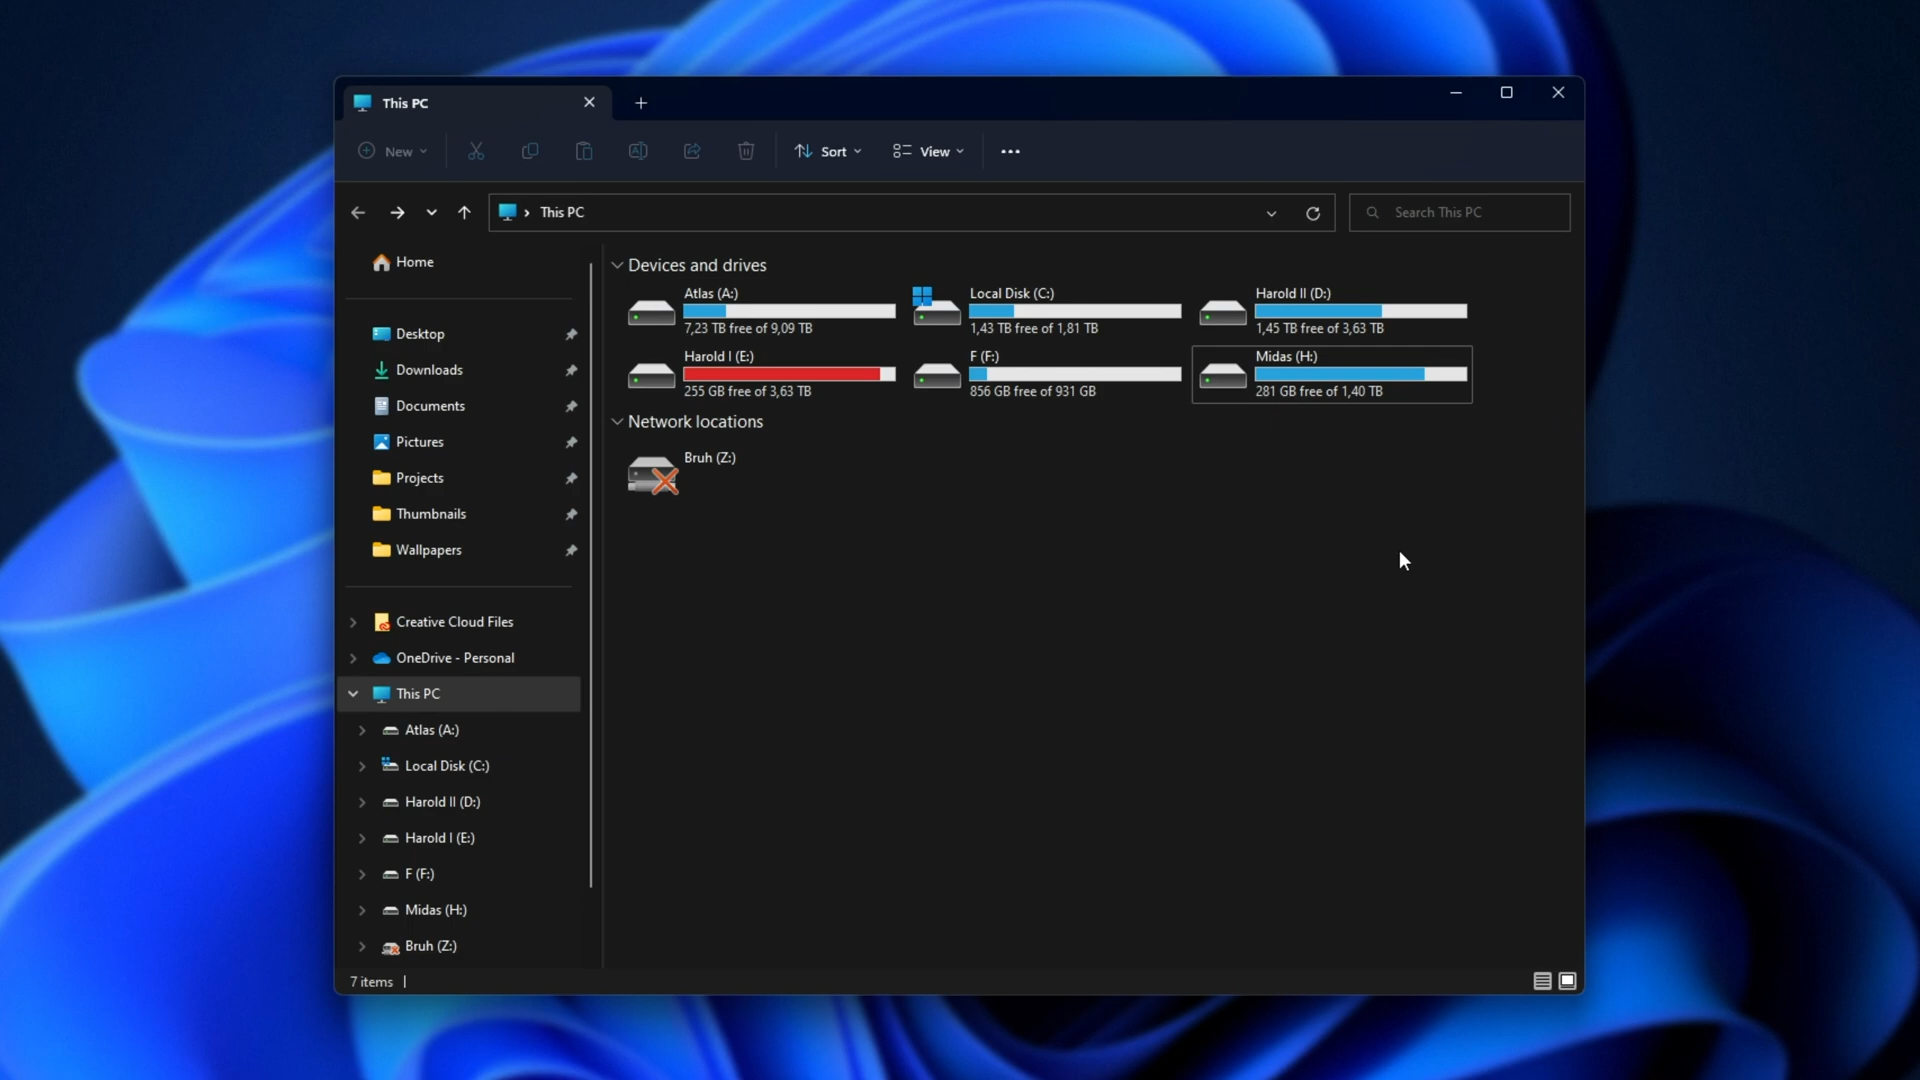 This PC
New
Sort
View
This PC
Search This PC
Home
Desktop
Downloads
Documents
Pictures
Projects
Thumbnails
Wallpapers
Creative Cloud Files
OneDrive - Personal
This PC
Atlas (A:)
Local Disk (C:)
Harold II (D:)
Harold I (E:)
F (F:)
Midas (H:)
Bruh (Z:)
Devices and drives
Atlas (A:)
7,23 TB free of 9,09 TB
Local Disk (C:)
1,43 TB free of 1,81 TB
Harold II (D:)
1,45 TB free of 3,63 TB
Harold I (E:)
255 GB free of 3,63 TB
F (F:)
856 GB free of 931 GB
Midas (H:)
281 GB free of 1,40 TB
Network locations
Bruh (Z:)
7 items